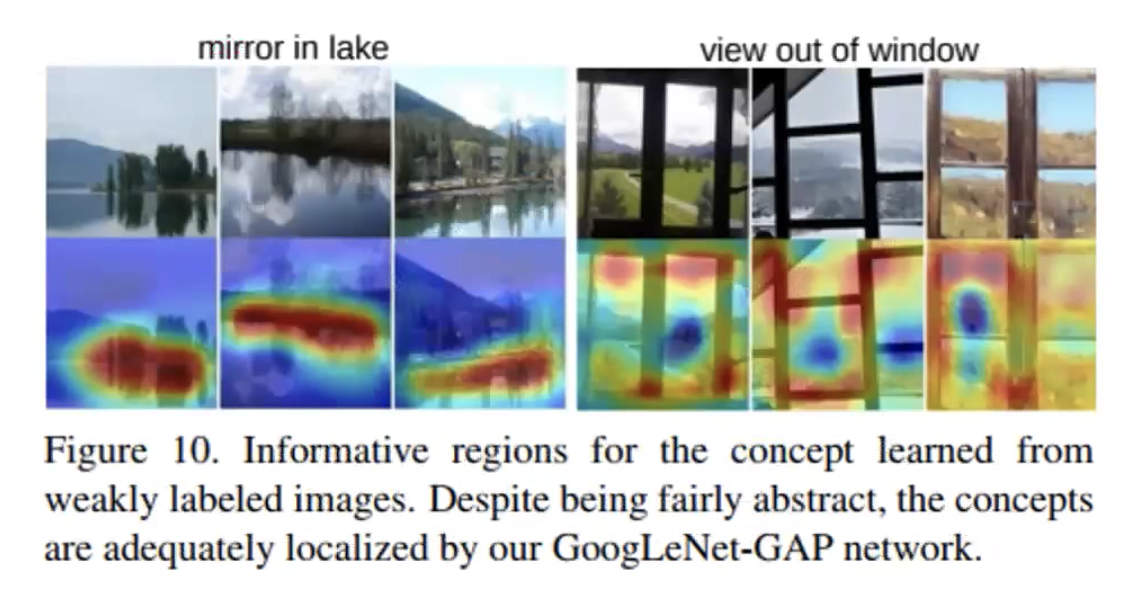 mirror in lake
view out of window
Figure 10. Informative regions for the concept learned from
weakly labeled images. Despite being fairly abstract, the concepts
are adequately localized by our GoogLeNet-GAP network.